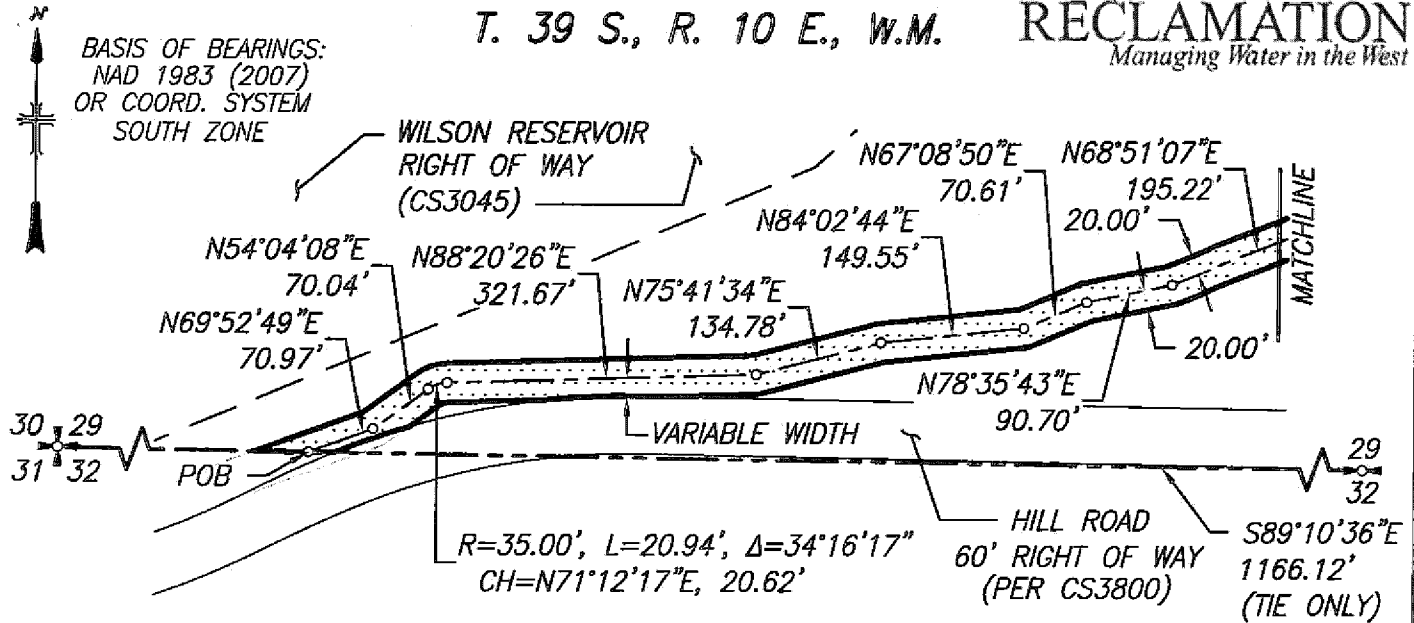 N
BASIS OF BEARINGS:
NAD 1983 (2007)
OR COORD. SYSTEM
SOUTH ZONE
T. 39 S., R. 10 E., W.M.
RECLAMATION
Managing Water in the West
WILSON RESERVOIR
RIGHT OF WAY
(CS3045)
N69°52'49"E
70.97'
N54°04'08"E
70.04'
N88°20'26"E
321.67'
N75°41'34"E
134.78'
N84°02'44"E
149.55'
N67°08'50"E
70.61'
N68°51'07"E
195.22'
20.00'
MATCHLINE
20.00'
N78°35'43"E
90.70'
VARIABLE WIDTH
30 29
31 32
POB
29
32
R=35.00', L=20.94', Δ=34°16'17"
CH=N71°12'17"E, 20.62'
HILL ROAD
60' RIGHT OF WAY
(PER CS3800)
S89°10'36"E
1166.12'
(TIE ONLY)